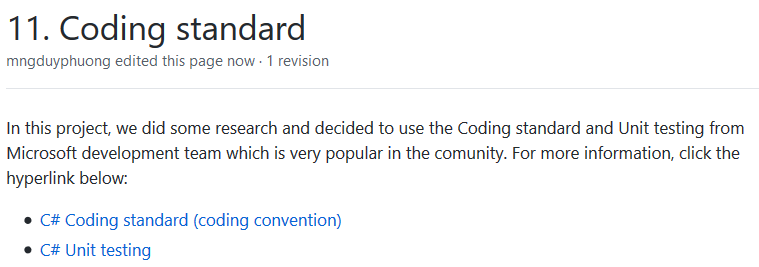 11. Coding standard
mngduyphuong edited this page now · 1 revision
In this project, we did some research and decided to use the Coding standard and Unit testing from
Microsoft development team which is very popular in the comunity. For more information, click the
hyperlink below:
• C# Coding standard (coding convention)
• C# Unit testing